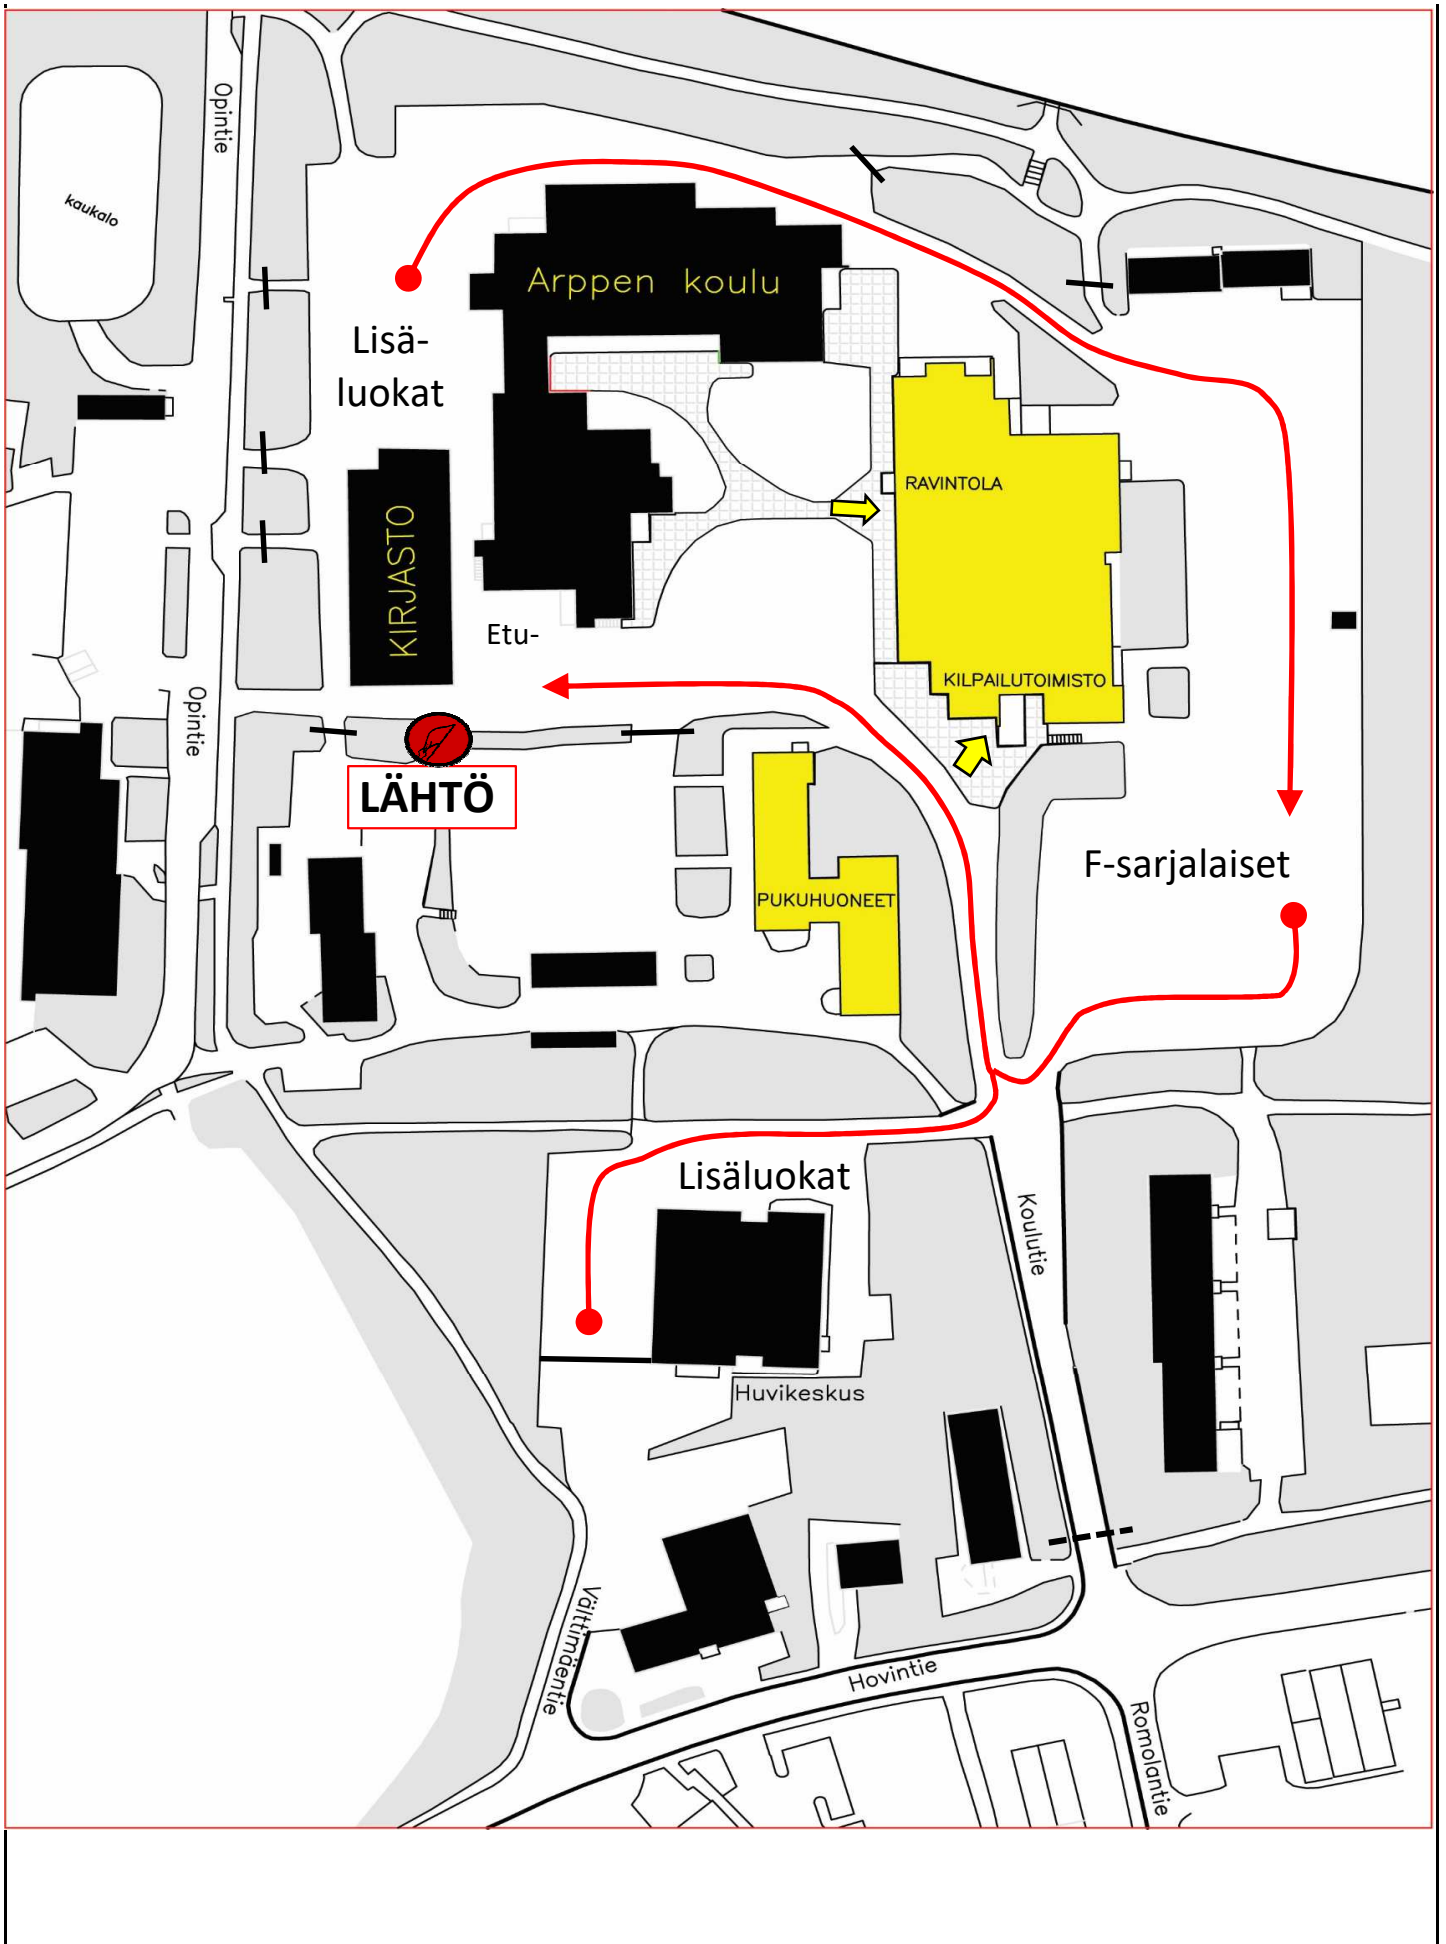 Opintie
kaukalo
Arppen koulu
Lisä-
luokat
RAVINTOLA
KIRJASTO
Etu-
KILPAILUTOIMISTO
Opintie
LÄHTÖ
F-sarjalaiset
PUKUHUONEET
Lisäluokat
Koulutie
Huvikeskus
Välttimäentie
Hovintie
Romolantie